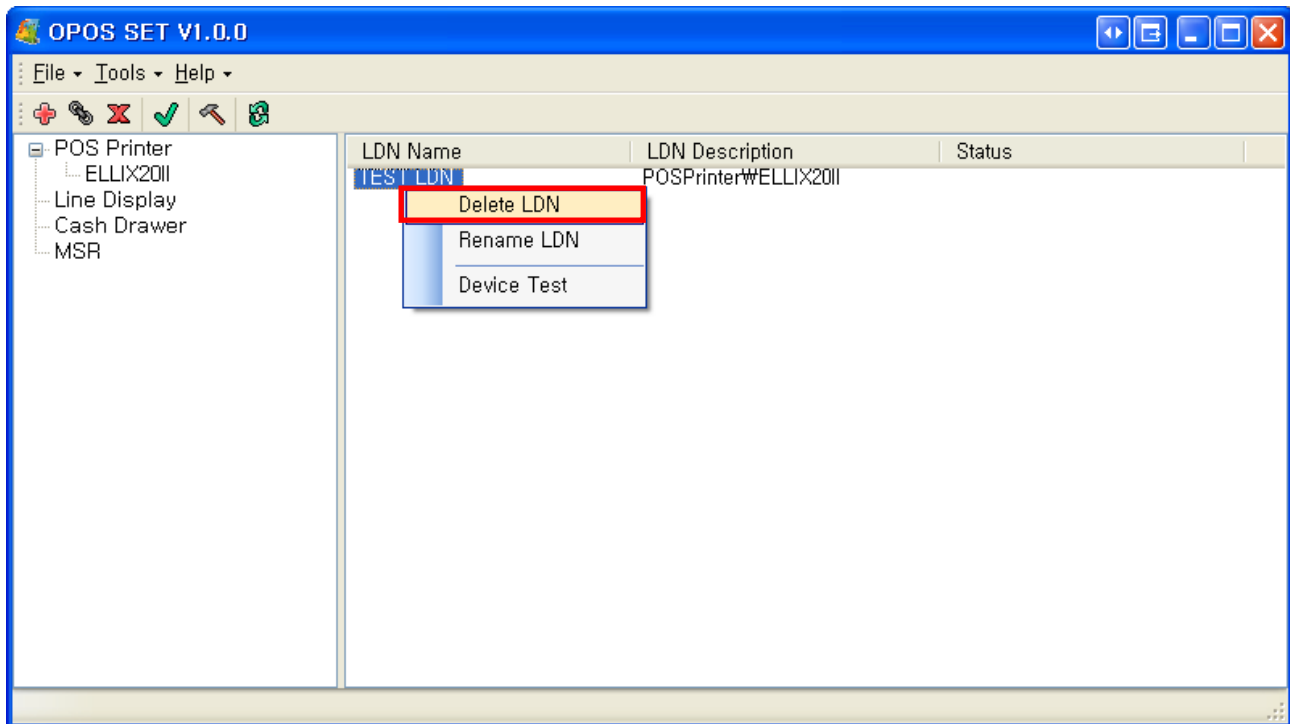 OPOS SET V1.0.0
File Tools Help
POS Printer
ELLIX20II
Line Display
Cash Drawer
MSR
LDN Name LDN Description Status
TEST LDN POSPrinter₩ELLIX20II
Delete LDN
Rename LDN
Device Test